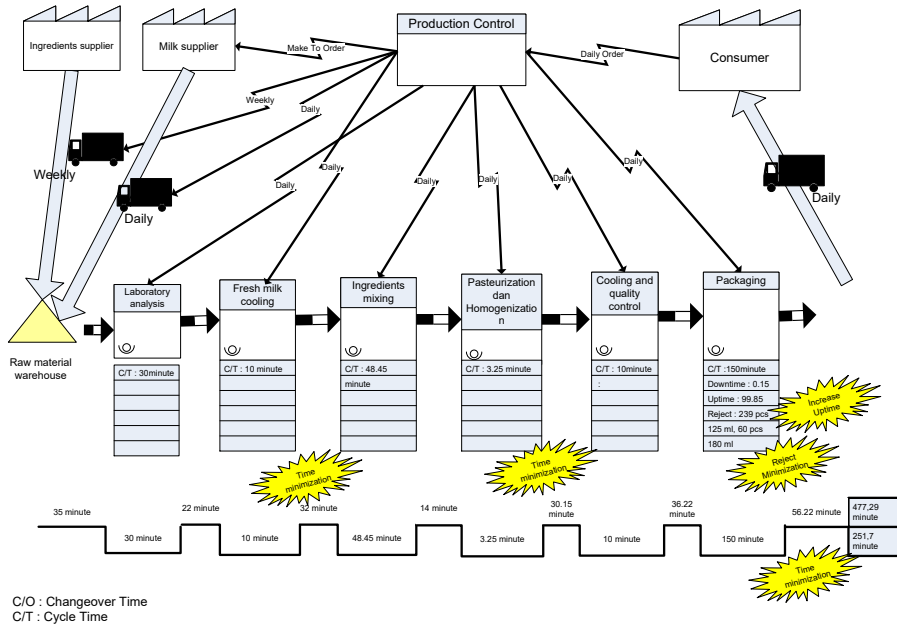 Ingredients supplier
Milk supplier
Production Control
Consumer
Make To Order
Daily Order
Weekly
Daily
Weekly
Daily
Daily
Daily
Daily
Daily
Daily
Daily
Daily
Raw material
warehouse
Laboratory
analysis
Fresh milk
cooling
Ingredients
mixing
Pasteurization
dan
Homogenizatio
n
Cooling and
quality
control
Packaging
C/T : 30minute
C/T : 10 minute
C/T : 48.45
minute
C/T : 3.25 minute
C/T : 10minute
:
C/T :150minute
Downtime : 0.15
Uptime : 99.85
Reject : 239 pcs
125 ml, 60 pcs
180 ml
Increase
Uptime
Reject
Minimization
Time
minimization
Time
minimization
35 minute
22 minute
32 minute
14 minute
30.15
minute
36.22
minute
56.22 minute
477,29
minute
30 minute
10 minute
48.45 minute
3.25 minute
10 minute
150 minute
251,7
minute
Time
minimization
C/O : Changeover Time
C/T : Cycle Time